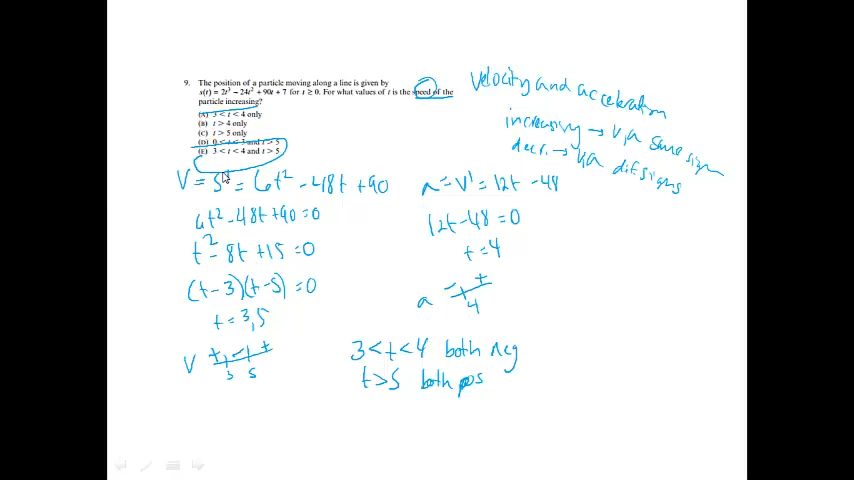 9. The position of a particle moving along a line is given by
s(t) = 2t³ − 24t² + 90t + 7 for t ≥ 0. For what values of t is the speed of the
particle increasing?
(A) 3 < t < 4 only
(B) t > 4 only
(C) t > 5 only
(D) 0 < t < 3 and t > 5
(E) 3 < t < 4 and t > 5
Velocity and acceleration
increasing → v, a same sign
decr. → v, a dif signs
V = s' = 6t² - 48t + 90
6t² - 48t + 90 = 0
t² - 8t + 15 = 0
(t - 3)(t - 5) = 0
t = 3, 5
V + - +
3 5
a = v' = 12t - 48
12t - 48 = 0
t = 4
a - +
4
3 < t < 4 both neg
t > 5 both pos